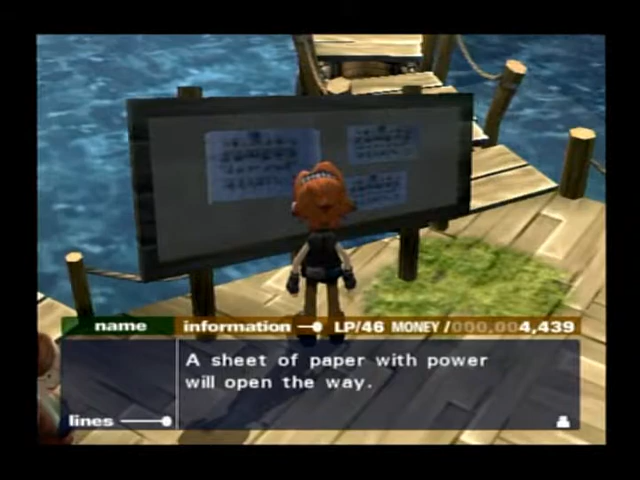 name information LP/46 MONEY/000,004,439
A sheet of paper with power
will open the way.
lines